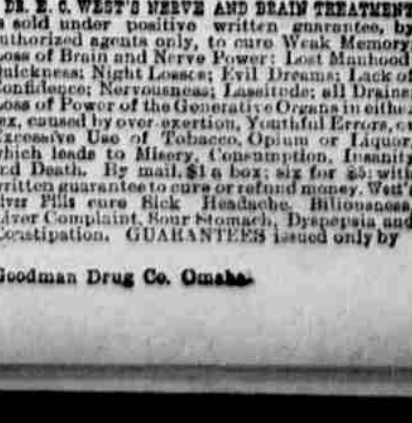 DR. E. C. WEST'S NERVE AND BRAIN TREATMENT
s sold under positive written guarantee, by
uthorized agents only, to cure Weak Memory
Loss of Brain and Nerve Power; Lost Manhood
Quickness; Night Losses; Evil Dreams; Lack of
Confidence; Nervousness; Lassitude; all Drains
Loss of Power of the Generative Organs in either
ex, caused by over-exertion, Youthful Errors, or
Excessive Use of Tobacco, Opium or Liquor,
which leads to Misery, Consumption, Insanity
nd Death. By mail, $1 a box; six for $5; with
written guarantee to cure or refund money. West's
Liver Pills cure Sick Headache. Biliousness,
Liver Complaint, Sour Stomach, Dyspepsia and
Constipation. GUARANTEES issued only by
Goodman Drug Co. Omaha.